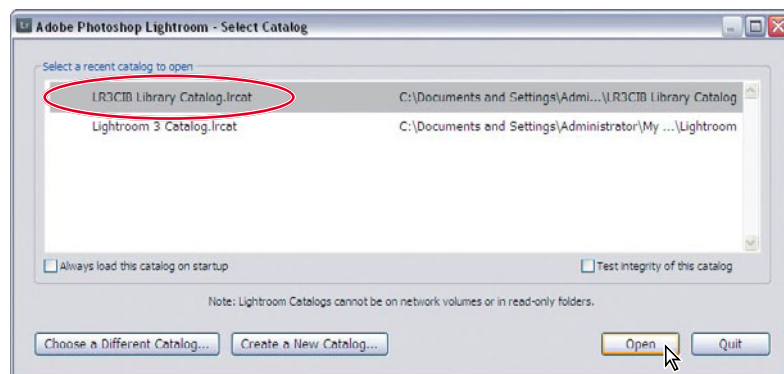 Lr Adobe Photoshop Lightroom - Select Catalog
Select a recent catalog to open
LR3CIB Library Catalog.lrcat C:\Documents and Settings\Admi...\LR3CIB Library Catalog
Lightroom 3 Catalog.lrcat C:\Documents and Settings\Administrator\My ...\Lightroom
Always load this catalog on startup Test integrity of this catalog
Note: Lightroom Catalogs cannot be on network volumes or in read-only folders.
Choose a Different Catalog... Create a New Catalog... Open Quit